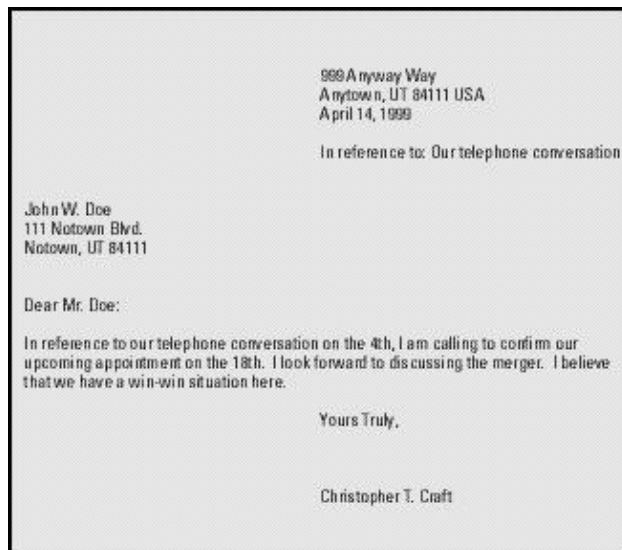 999 Anyway Way
Anytown, UT 84111 USA
April 14, 1999
In reference to: Our telephone conversation
John W. Doe
111 Notown Blvd.
Notown, UT 84111
Dear Mr. Doe:
In reference to our telephone conversation on the 4th, I am calling to confirm our
upcoming appointment on the 18th.  I look forward to discussing the merger.  I believe
that we have a win-win situation here.
Yours Truly,
Christopher T. Craft